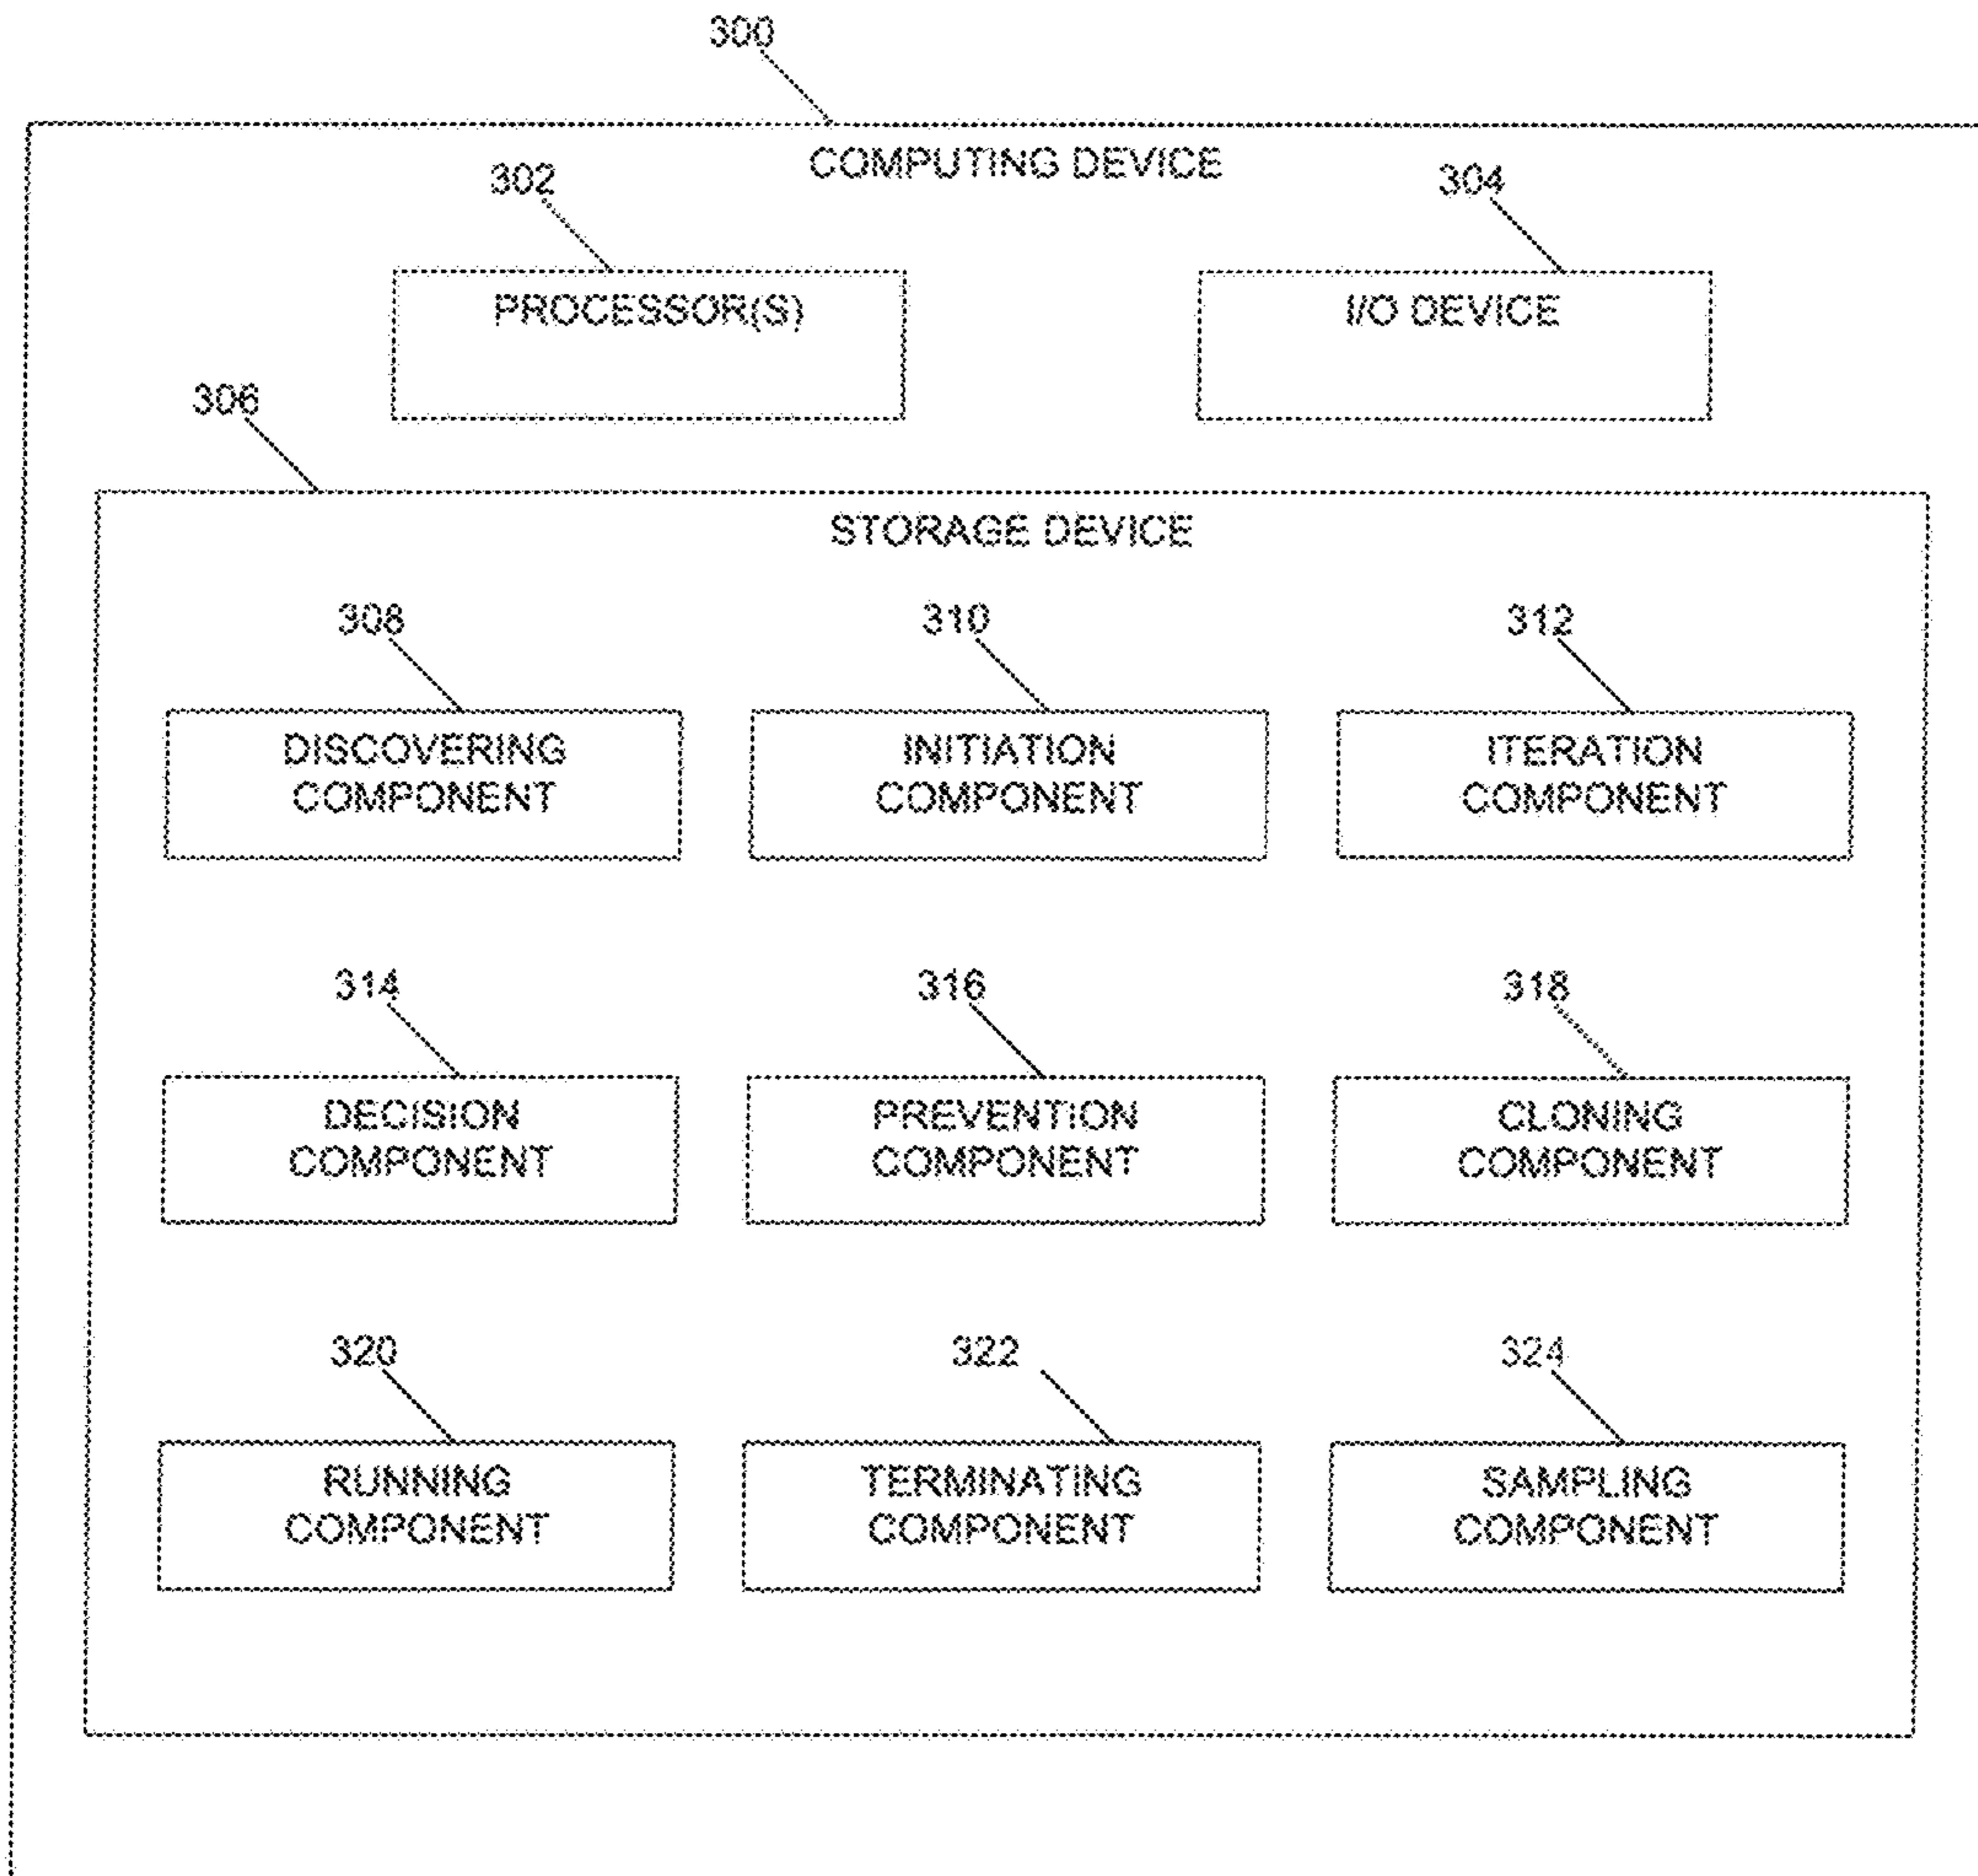 300
COMPUTING DEVICE
302
304
PROCESSOR(S)
I/O DEVICE
306
STORAGE DEVICE
308
310
312
DISCOVERING
COMPONENT
INITIATION
COMPONENT
ITERATION
COMPONENT
314
316
318
DECISION
COMPONENT
PREVENTION
COMPONENT
CLONING
COMPONENT
320
322
324
RUNNING
COMPONENT
TERMINATING
COMPONENT
SAMPLING
COMPONENT